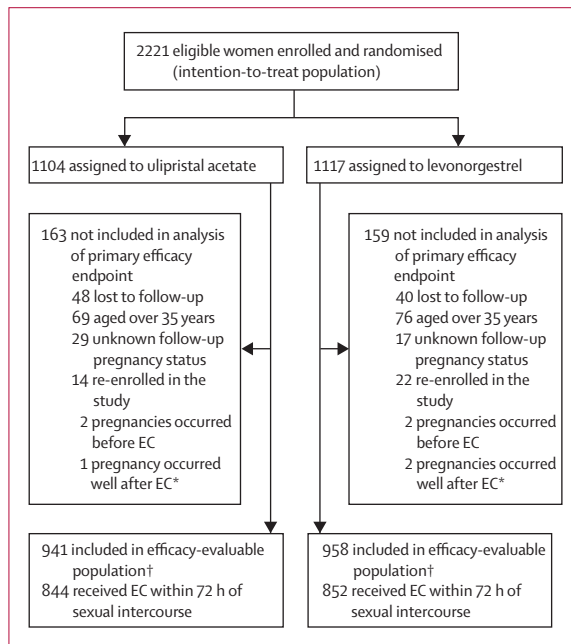 2221 eligible women enrolled and randomised
(intention-to-treat population)
1104 assigned to ulipristal acetate
1117 assigned to levonorgestrel
163 not included in analysis
of primary efficacy
endpoint
48 lost to follow-up
69 aged over 35 years
29 unknown follow-up
pregnancy status
14 re-enrolled in the
study
2 pregnancies occurred
before EC
1 pregnancy occurred
well after EC*
159 not included in analysis
of primary efficacy
endpoint
40 lost to follow-up
76 aged over 35 years
17 unknown follow-up
pregnancy status
22 re-enrolled in the
study
2 pregnancies occurred
before EC
2 pregnancies occurred
well after EC*
941 included in efficacy-evaluable
population†
844 received EC within 72 h of
sexual intercourse
958 included in efficacy-evaluable
population†
852 received EC within 72 h of
sexual intercourse